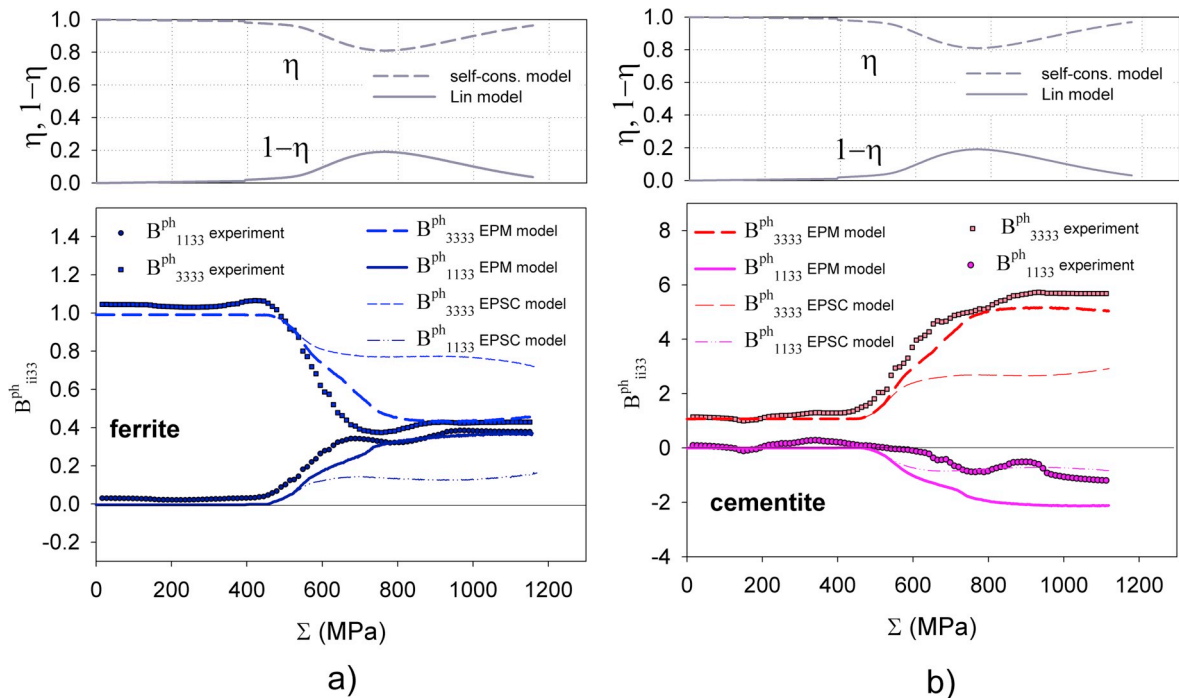 1.0
0.8
0.6
0.4
0.2
0.0
η, 1−η
η
self-cons. model
Lin model
1−η
1.4
1.2
1.0
0.8
0.6
0.4
0.2
0.0
-0.2
B^ph_ii33
B^ph_1133 experiment
B^ph_3333 experiment
B^ph_3333 EPM model
B^ph_1133 EPM model
B^ph_3333 EPSC model
B^ph_1133 EPSC model
ferrite
0 200 400 600 800 1000 1200
Σ (MPa)
a)
1.0
0.8
0.6
0.4
0.2
0.0
η, 1−η
η
self-cons. model
Lin model
1−η
8
6
4
2
0
-2
-4
B^ph_ii33
B^ph_3333 EPM model
B^ph_1133 EPM model
B^ph_3333 EPSC model
B^ph_1133 EPSC model
B^ph_3333 experiment
B^ph_1133 experiment
cementite
0 200 400 600 800 1000 1200
Σ (MPa)
b)